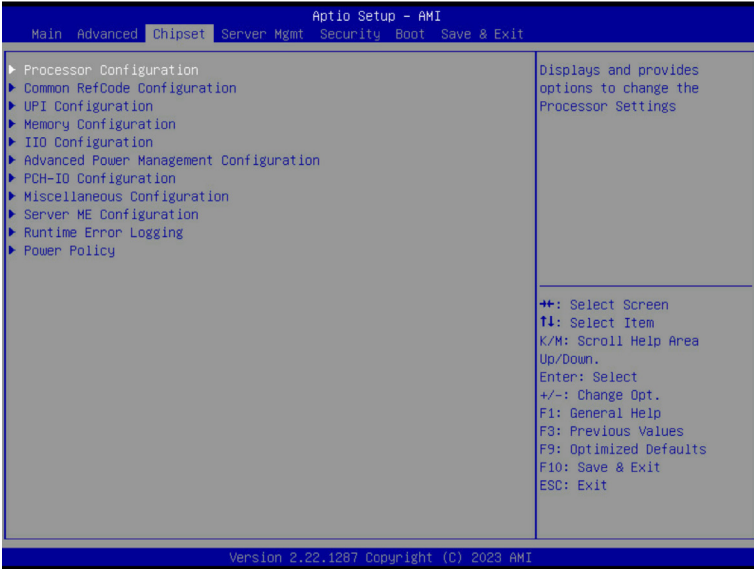 Aptio Setup – AMI
Main Advanced Chipset Server Mgmt Security Boot Save & Exit
▶ Processor Configuration
▶ Common RefCode Configuration
▶ UPI Configuration
▶ Memory Configuration
▶ IIO Configuration
▶ Advanced Power Management Configuration
▶ PCH-IO Configuration
▶ Miscellaneous Configuration
▶ Server ME Configuration
▶ Runtime Error Logging
▶ Power Policy
Displays and provides
options to change the
Processor Settings
→←: Select Screen
↑↓: Select Item
K/M: Scroll Help Area
Up/Down.
Enter: Select
+/-: Change Opt.
F1: General Help
F3: Previous Values
F9: Optimized Defaults
F10: Save & Exit
ESC: Exit
Version 2.22.1287 Copyright (C) 2023 AMI